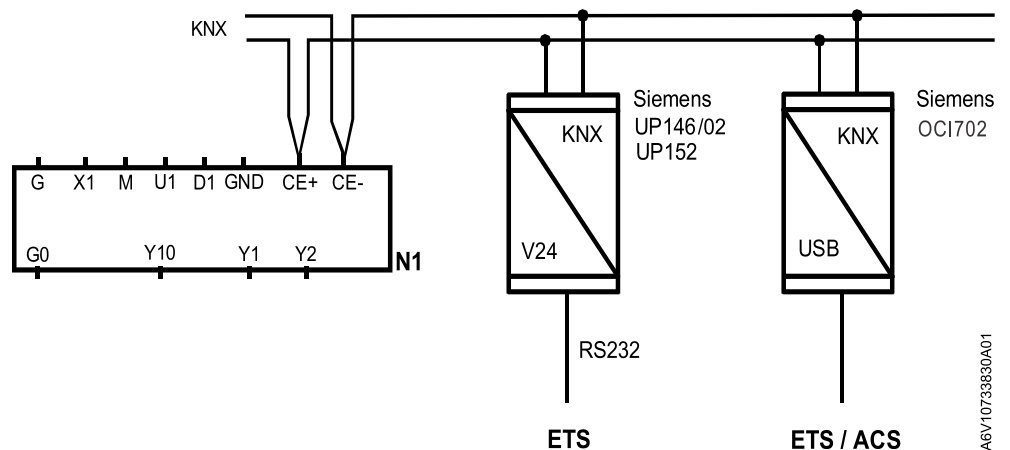 KNX
Siemens
UP146/02
UP152
KNX
V24
RS232
ETS
Siemens
OCI702
KNX
USB
ETS / ACS
G X1 M U1 D1 GND CE+ CE-
G0 Y10 Y1 Y2
N1
A6V10733830A01